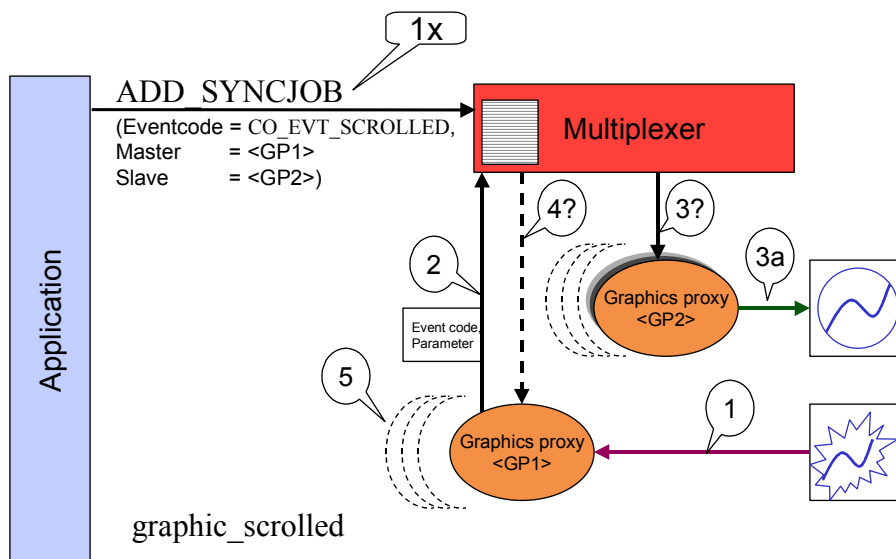 1x
ADD_SYNCJOB
(Eventcode = CO_EVT_SCROLLED,
Master = <GP1>
Slave = <GP2>)
Multiplexer
4?
3?
2
3a
Graphics proxy
<GP2>
Event code,
Parameter
Application
5
1
Graphics proxy
<GP1>
graphic_scrolled